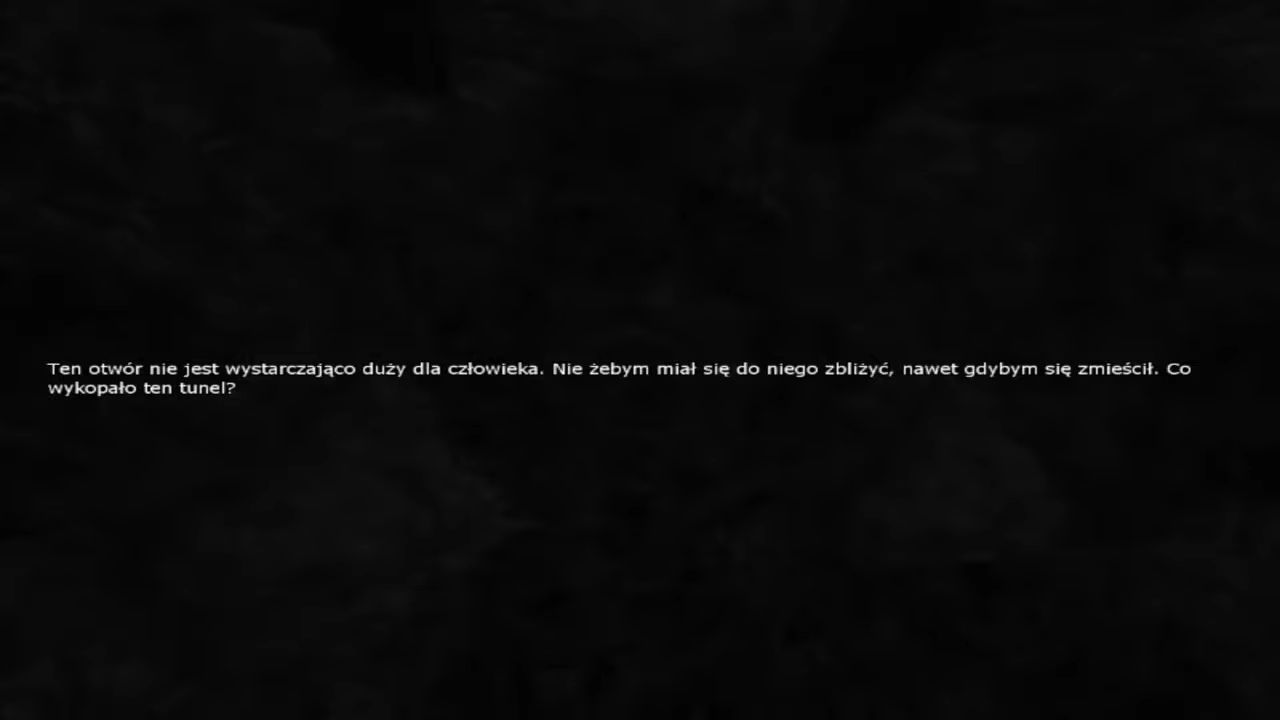 Ten otwór nie jest wystarczająco duży dla człowieka. Nie żebym miał się do niego zbliżyć, nawet gdybym się zmieścił. Co
wykopało ten tunel?